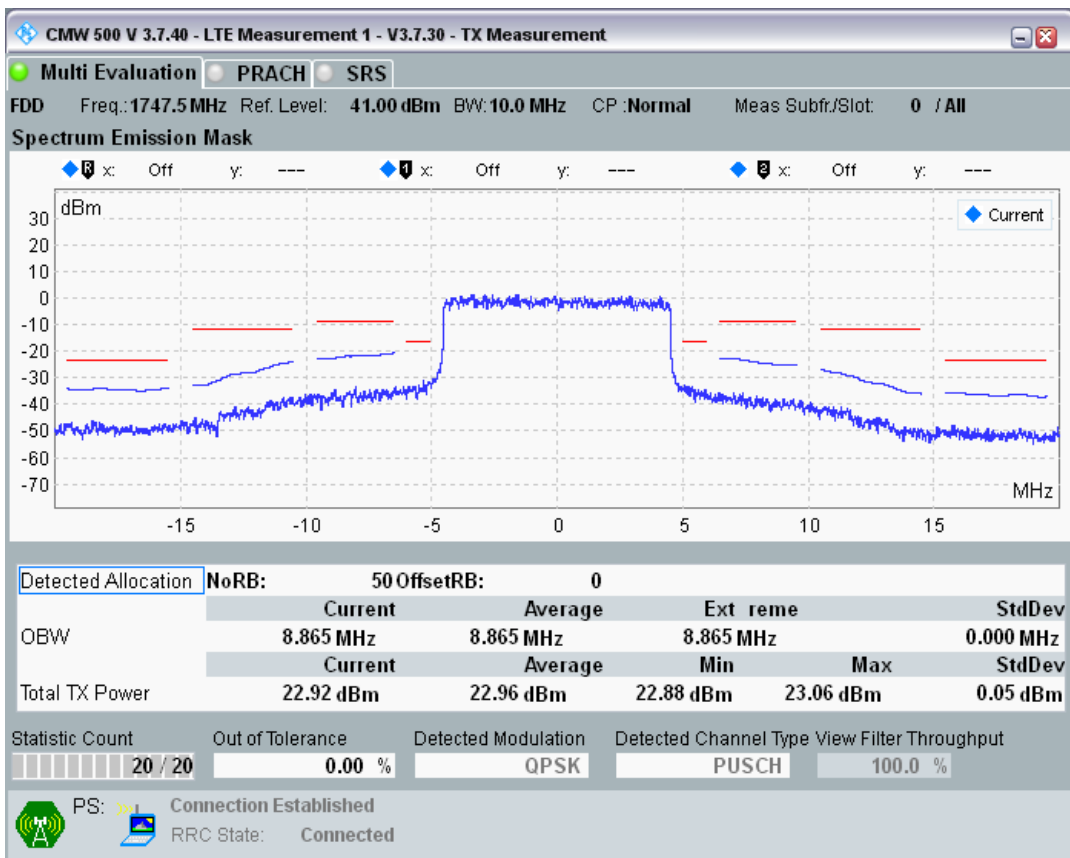 CMW 500 V 3.7.40 - LTE Measurement 1 - V3.7.30 - TX Measurement
Multi Evaluation PRACH SRS
FDD Freq.: 1747.5 MHz Ref. Level: 41.00 dBm BW: 10.0 MHz CP : Normal Meas Subfr./Slot: 0 / All
Spectrum Emission Mask
R x: Off y: --- 1 x: Off y: --- 2 x: Off y: ---
dBm
Current
30
20
10
0
-10
-20
-30
-40
-50
-60
-70
MHz
-15 -10 -5 0 5 10 15
Detected Allocation NoRB: 50 OffsetRB: 0
Current Average Ext reme StdDev
OBW 8.865 MHz 8.865 MHz 8.865 MHz 0.000 MHz
Current Average Min Max StdDev
Total TX Power 22.92 dBm 22.96 dBm 22.88 dBm 23.06 dBm 0.05 dBm
Statistic Count Out of Tolerance Detected Modulation Detected Channel Type View Filter Throughput
20 / 20 0.00 % QPSK PUSCH 100.0 %
PS: Connection Established
RRC State: Connected